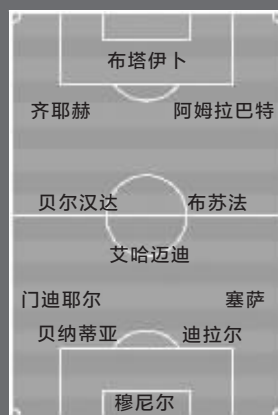 布塔伊卜
齐耶赫 阿姆拉巴特
贝尔汉达 布苏法
艾哈迈迪
门迪耶尔 塞萨
贝纳蒂亚 迪拉尔
穆尼尔